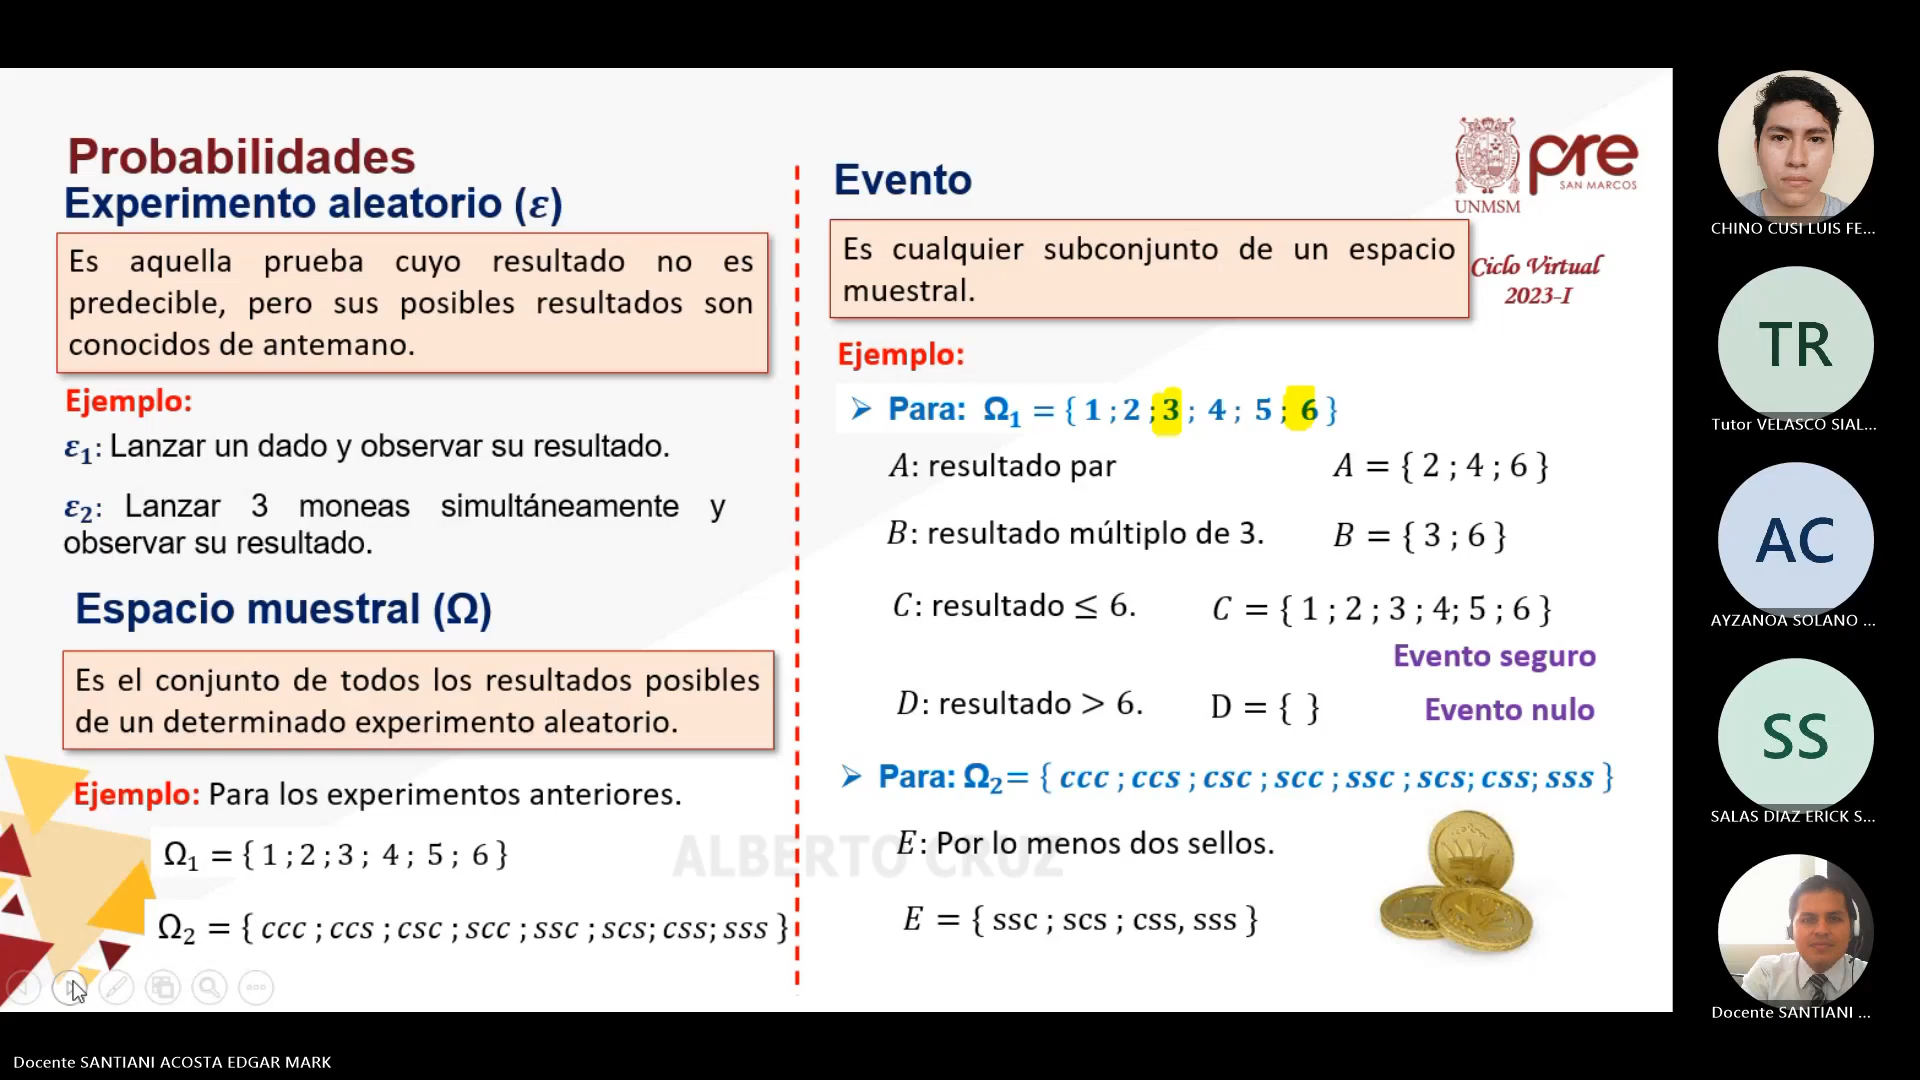 Probabilidades
Experimento aleatorio (ε)
Es aquella prueba cuyo resultado no es
predecible, pero sus posibles resultados son
conocidos de antemano.
Ejemplo:
ε₁: Lanzar un dado y observar su resultado.
ε₂: Lanzar 3 moneas simultáneamente y
observar su resultado.
Espacio muestral (Ω)
Es el conjunto de todos los resultados posibles
de un determinado experimento aleatorio.
Ejemplo: Para los experimentos anteriores.
Ω₁ = { 1 ; 2 ; 3 ; 4 ; 5 ; 6 }
Ω₂ = { ccc ; ccs ; csc ; scc ; ssc ; scs; css; sss }
Evento
Es cualquier subconjunto de un espacio
muestral.
Ejemplo:
➢ Para: Ω₁ = { 1 ; 2 ; 3 ; 4 ; 5 ; 6 }
A: resultado par A = { 2 ; 4 ; 6 }
B: resultado múltiplo de 3. B = { 3 ; 6 }
C: resultado ≤ 6. C = { 1 ; 2 ; 3 ; 4; 5 ; 6 }
Evento seguro
D: resultado > 6. D = { } Evento nulo
➢ Para: Ω₂= { ccc ; ccs ; csc ; scc ; ssc ; scs; css; sss }
E: Por lo menos dos sellos.
E = { ssc ; scs ; css, sss }
ALBERTO CRUZ
UNMSM
pre
SAN MARCOS
Ciclo Virtual
2023-I
CHINO CUSI LUIS FE...
TR
Tutor VELASCO SIAL...
AC
AYZANOA SOLANO ...
SS
SALAS DIAZ ERICK S...
Docente SANTIANI ...
Docente SANTIANI ACOSTA EDGAR MARK